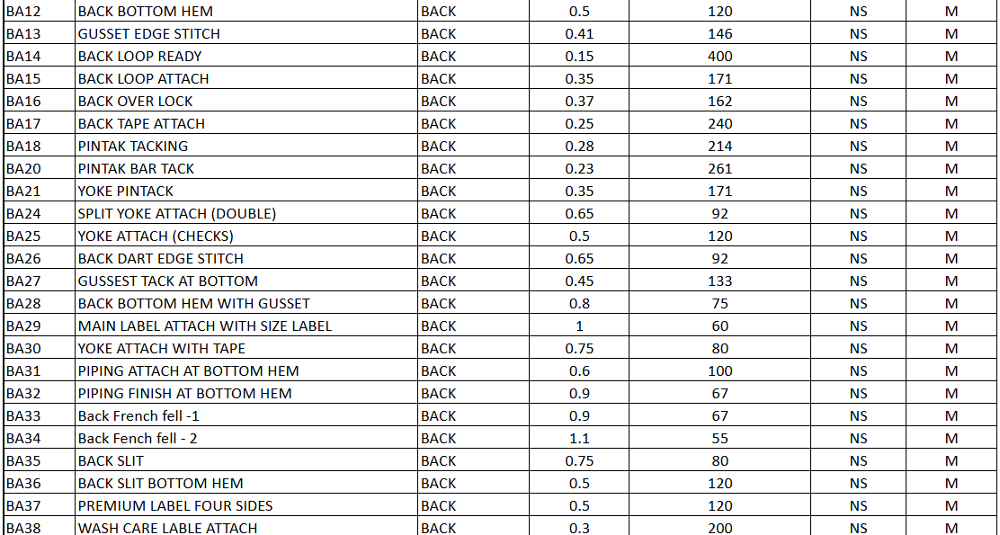 BA12 BACK BOTTOM HEM BACK 0.5 120 NS M
BA13 GUSSET EDGE STITCH BACK 0.41 146 NS M
BA14 BACK LOOP READY BACK 0.15 400 NS M
BA15 BACK LOOP ATTACH BACK 0.35 171 NS M
BA16 BACK OVER LOCK BACK 0.37 162 NS M
BA17 BACK TAPE ATTACH BACK 0.25 240 NS M
BA18 PINTAK TACKING BACK 0.28 214 NS M
BA20 PINTAK BAR TACK BACK 0.23 261 NS M
BA21 YOKE PINTACK BACK 0.35 171 NS M
BA24 SPLIT YOKE ATTACH (DOUBLE) BACK 0.65 92 NS M
BA25 YOKE ATTACH (CHECKS) BACK 0.5 120 NS M
BA26 BACK DART EDGE STITCH BACK 0.65 92 NS M
BA27 GUSSEST TACK AT BOTTOM BACK 0.45 133 NS M
BA28 BACK BOTTOM HEM WITH GUSSET BACK 0.8 75 NS M
BA29 MAIN LABEL ATTACH WITH SIZE LABEL BACK 1 60 NS M
BA30 YOKE ATTACH WITH TAPE BACK 0.75 80 NS M
BA31 PIPING ATTACH AT BOTTOM HEM BACK 0.6 100 NS M
BA32 PIPING FINISH AT BOTTOM HEM BACK 0.9 67 NS M
BA33 Back French fell -1 BACK 0.9 67 NS M
BA34 Back Fench fell - 2 BACK 1.1 55 NS M
BA35 BACK SLIT BACK 0.75 80 NS M
BA36 BACK SLIT BOTTOM HEM BACK 0.5 120 NS M
BA37 PREMIUM LABEL FOUR SIDES BACK 0.5 120 NS M
BA38 WASH CARE LABLE ATTACH BACK 0.3 200 NS M